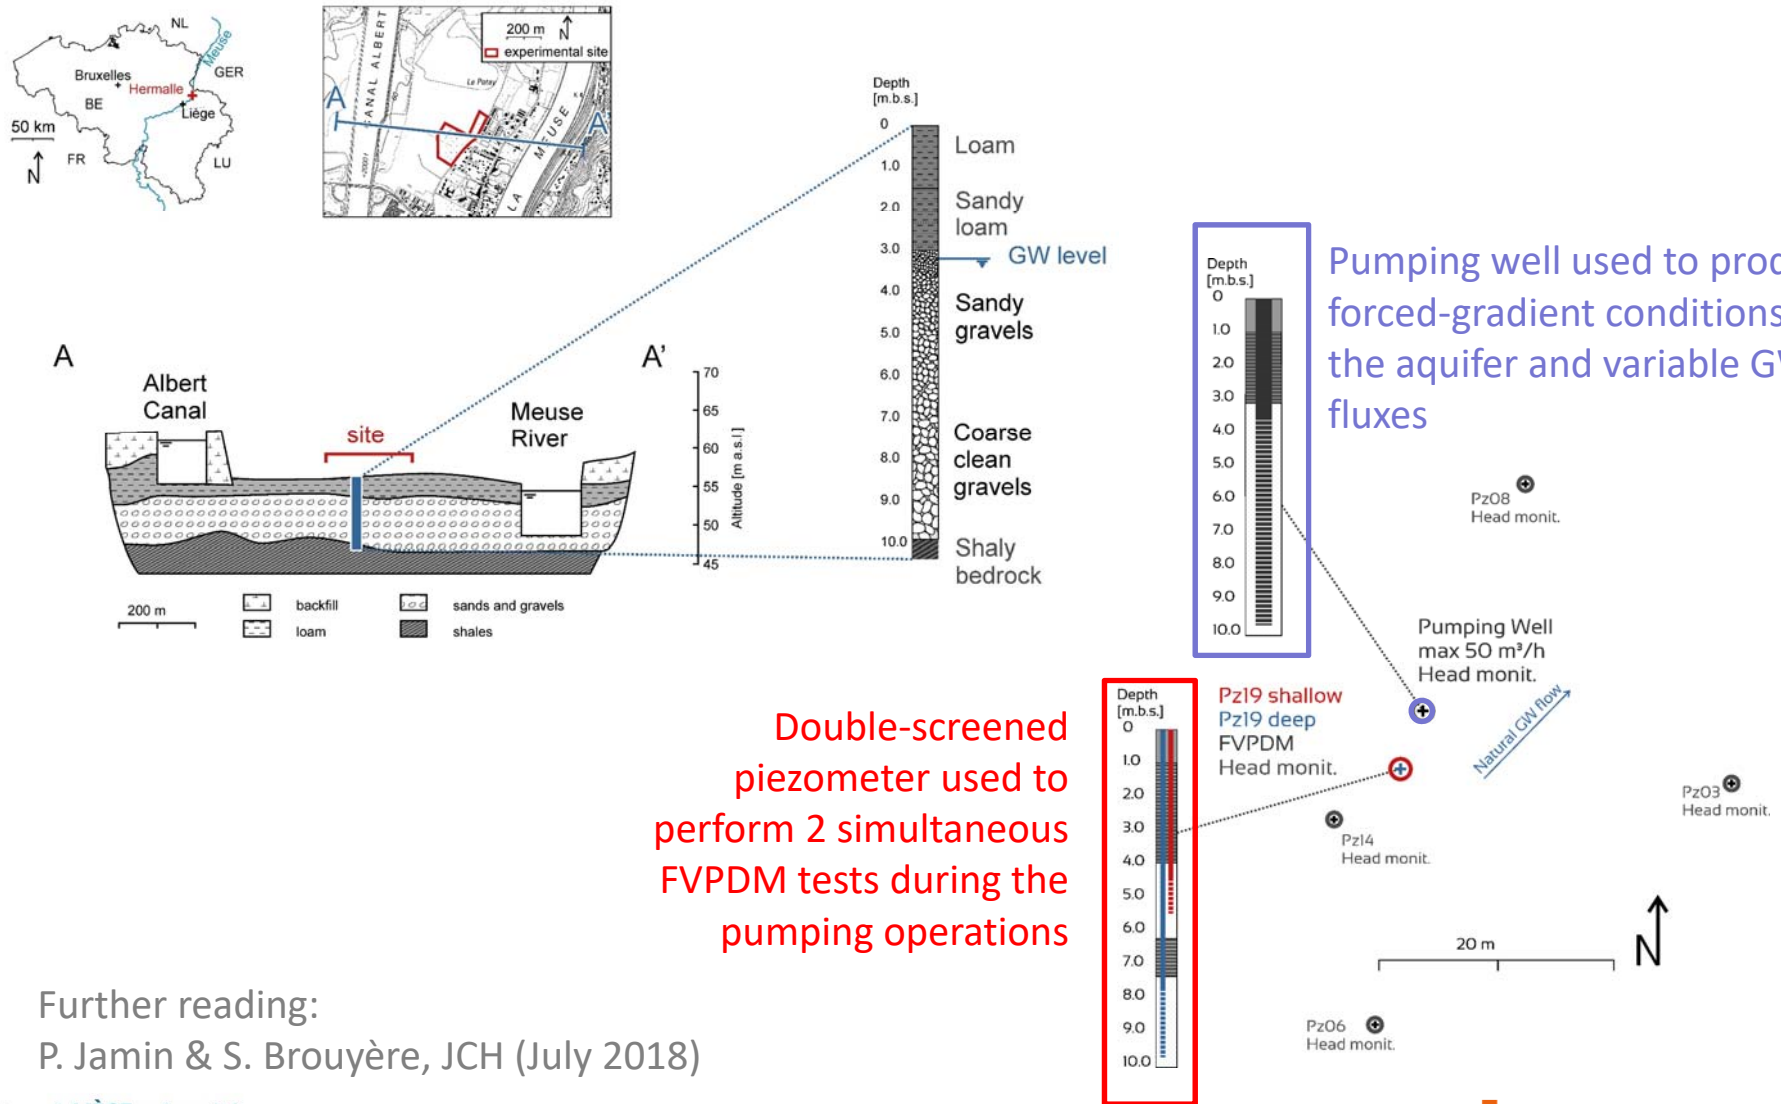 NL
Meuse
GER
Bruxelles
Hermalle
BE
Liège
50 km
FR
LU
N
CANAL ALBERT
200 m
N
experimental site
Le Paray
A
A
LA MEUSE
Depth
[m.b.s.]
0
1.0
2.0
3.0
4.0
5.0
6.0
7.0
8.0
9.0
10.0
Loam
Sandy
loam
GW level
Sandy
gravels
Coarse
clean
gravels
Shaly
bedrock
A
A'
Albert
Canal
site
Meuse
River
70
65
60
55
50
45
Altitude [m a.s.l]
200 m
backfill
loam
sands and gravels
shales
Depth
[m.b.s.]
0
1.0
2.0
3.0
4.0
5.0
6.0
7.0
8.0
9.0
10.0
Pumping well used to prod
forced-gradient conditions
the aquifer and variable GW
fluxes
Pz08
Head monit.
Pumping Well
max 50 m³/h
Head monit.
Natural GW flow
Double-screened
piezometer used to
perform 2 simultaneous
FVPDM tests during the
pumping operations
Depth
[m.b.s.]
0
1.0
2.0
3.0
4.0
5.0
6.0
7.0
8.0
9.0
10.0
Pz19 shallow
Pz19 deep
FVPDM
Head monit.
Pz14
Head monit.
Pz03
Head monit.
20 m
N
Pz06
Head monit.
Further reading:
P. Jamin & S. Brouyère, JCH (July 2018)